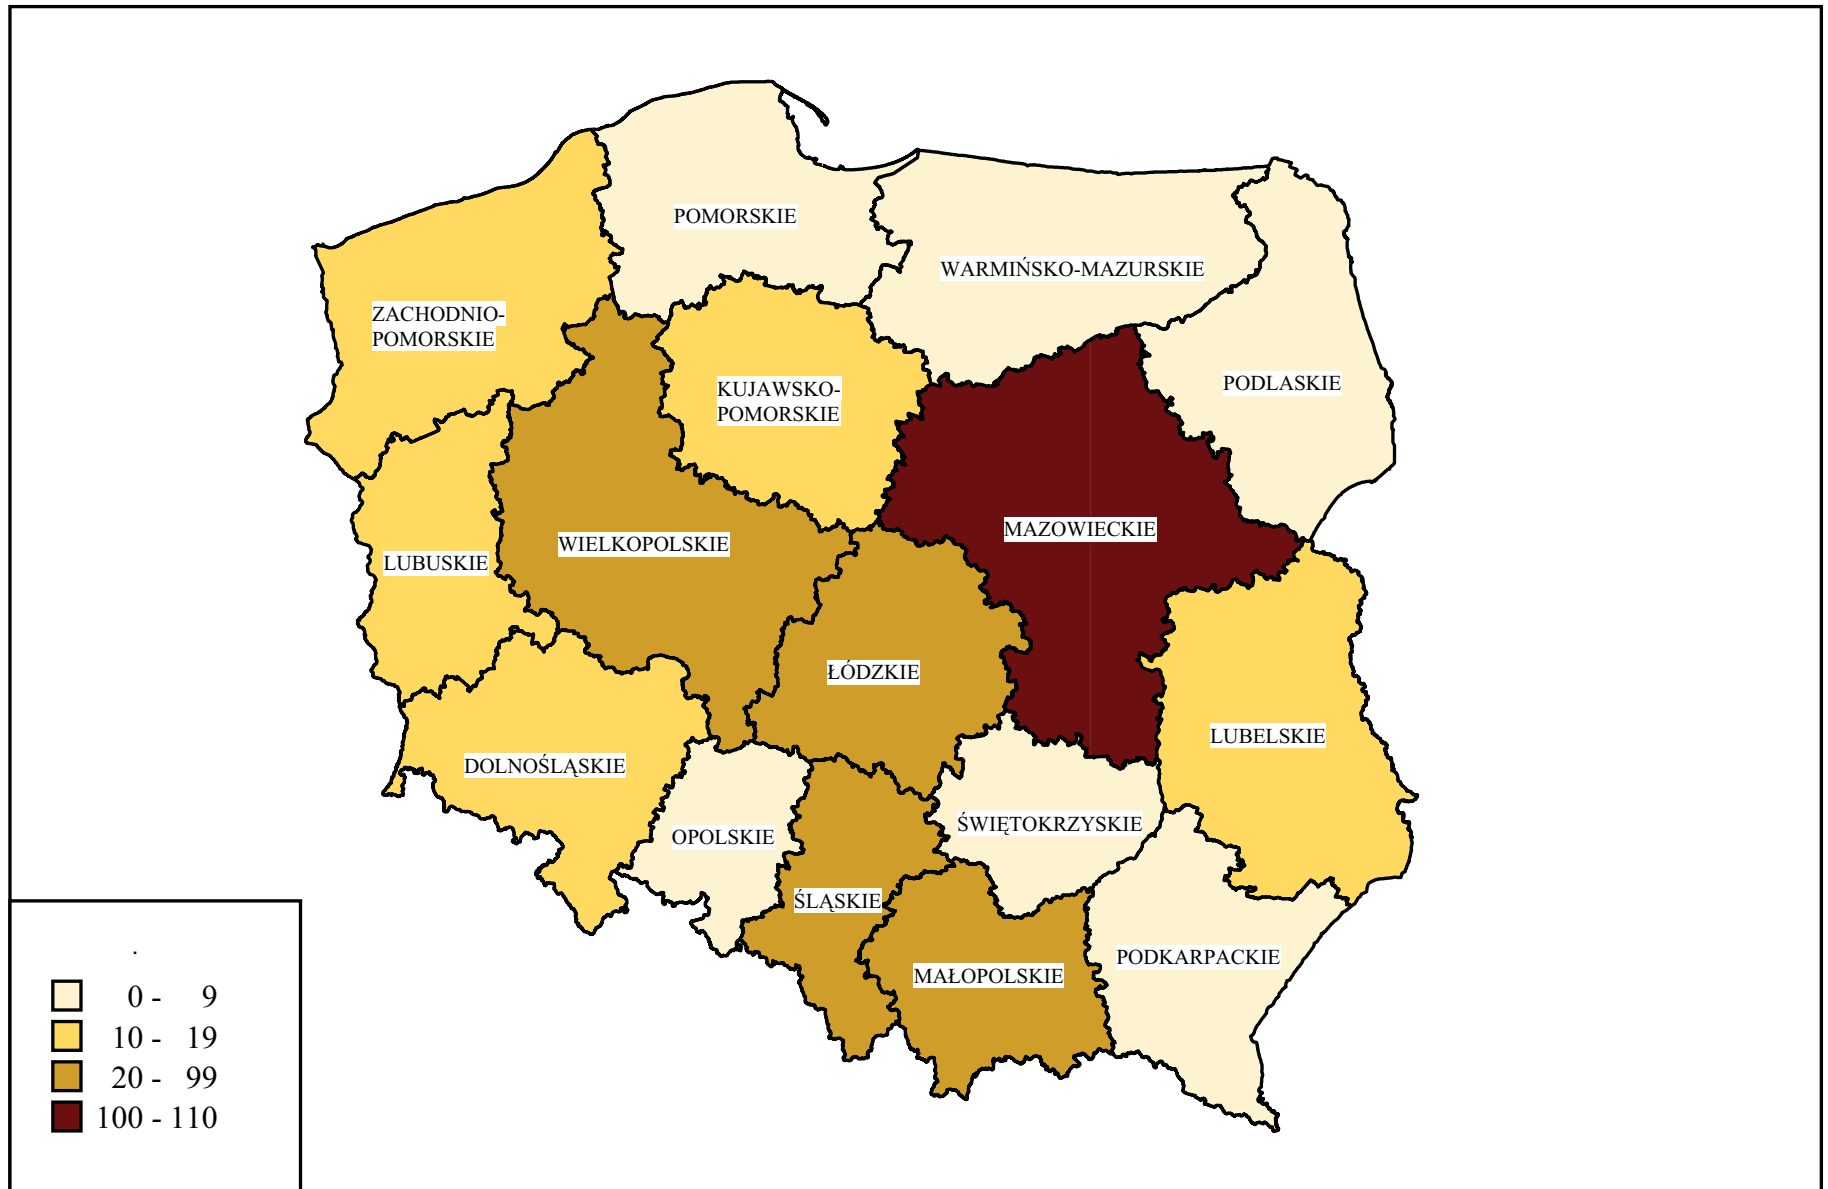 POMORSKIE
WARMIŃSKO-MAZURSKIE
ZACHODNIO-
POMORSKIE
KUJAWSKO-
POMORSKIE
PODLASKIE
MAZOWIECKIE
WIELKOPOLSKIE
LUBUSKIE
ŁÓDZKIE
LUBELSKIE
DOLNOŚLĄSKIE
OPOLSKIE
ŚWIĘTOKRZYSKIE
ŚLĄSKIE
MAŁOPOLSKIE
PODKARPACKIE
.
0 - 9
10 - 19
20 - 99
100 - 110